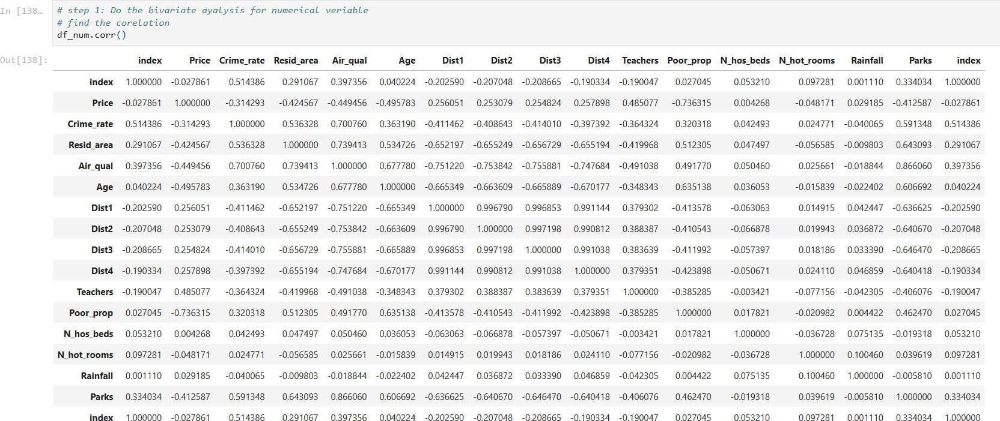 In [138…
# step 1: Do the bivariate ayalysis for numerical veriable
# find the corelation
df_num.corr()
Out[138]:
index Price Crime_rate Resid_area Air_qual Age Dist1 Dist2 Dist3 Dist4 Teachers Poor_prop N_hos_beds N_hot_rooms Rainfall Parks index
index 1.000000 -0.027861 0.514386 0.291067 0.397356 0.040224 -0.202590 -0.207048 -0.208665 -0.190334 -0.190047 0.027045 0.053210 0.097281 0.001110 0.334034 1.000000
Price -0.027861 1.000000 -0.314293 -0.424567 -0.449456 -0.495783 0.256051 0.253079 0.254824 0.257898 0.485077 -0.736315 0.004268 -0.048171 0.029185 -0.412587 -0.027861
Crime_rate 0.514386 -0.314293 1.000000 0.536328 0.700760 0.363190 -0.411462 -0.408643 -0.414010 -0.397392 -0.364324 0.320318 0.042493 0.024771 -0.040065 0.591348 0.514386
Resid_area 0.291067 -0.424567 0.536328 1.000000 0.739413 0.534726 -0.652197 -0.655249 -0.656729 -0.655194 -0.419968 0.512305 0.047497 -0.056585 -0.009803 0.643093 0.291067
Air_qual 0.397356 -0.449456 0.700760 0.739413 1.000000 0.677780 -0.751220 -0.753842 -0.755881 -0.747684 -0.491038 0.491770 0.050460 0.025661 -0.018844 0.866060 0.397356
Age 0.040224 -0.495783 0.363190 0.534726 0.677780 1.000000 -0.665349 -0.663609 -0.665889 -0.670177 -0.348343 0.635138 0.036053 -0.015839 -0.022402 0.606692 0.040224
Dist1 -0.202590 0.256051 -0.411462 -0.652197 -0.751220 -0.665349 1.000000 0.996790 0.996853 0.991144 0.379302 -0.413578 -0.063063 0.014915 0.042447 -0.636625 -0.202590
Dist2 -0.207048 0.253079 -0.408643 -0.655249 -0.753842 -0.663609 0.996790 1.000000 0.997198 0.990812 0.388387 -0.410543 -0.066878 0.019943 0.036872 -0.640670 -0.207048
Dist3 -0.208665 0.254824 -0.414010 -0.656729 -0.755881 -0.665889 0.996853 0.997198 1.000000 0.991038 0.383639 -0.411992 -0.057397 0.018186 0.033390 -0.646470 -0.208665
Dist4 -0.190334 0.257898 -0.397392 -0.655194 -0.747684 -0.670177 0.991144 0.990812 0.991038 1.000000 0.379351 -0.423898 -0.050671 0.024110 0.046859 -0.640418 -0.190334
Teachers -0.190047 0.485077 -0.364324 -0.419968 -0.491038 -0.348343 0.379302 0.388387 0.383639 0.379351 1.000000 -0.385285 -0.003421 -0.077156 -0.042305 -0.406076 -0.190047
Poor_prop 0.027045 -0.736315 0.320318 0.512305 0.491770 0.635138 -0.413578 -0.410543 -0.411992 -0.423898 -0.385285 1.000000 0.017821 -0.020982 0.004422 0.462470 0.027045
N_hos_beds 0.053210 0.004268 0.042493 0.047497 0.050460 0.036053 -0.063063 -0.066878 -0.057397 -0.050671 -0.003421 0.017821 1.000000 -0.036728 0.075135 -0.019318 0.053210
N_hot_rooms 0.097281 -0.048171 0.024771 -0.056585 0.025661 -0.015839 0.014915 0.019943 0.018186 0.024110 -0.077156 -0.020982 -0.036728 1.000000 0.100460 0.039619 0.097281
Rainfall 0.001110 0.029185 -0.040065 -0.009803 -0.018844 -0.022402 0.042447 0.036872 0.033390 0.046859 -0.042305 0.004422 0.075135 0.100460 1.000000 -0.005810 0.001110
Parks 0.334034 -0.412587 0.591348 0.643093 0.866060 0.606692 -0.636625 -0.640670 -0.646470 -0.640418 -0.406076 0.462470 -0.019318 0.039619 -0.005810 1.000000 0.334034
index 1.000000 -0.027861 0.514386 0.291067 0.397356 0.040224 -0.202590 -0.207048 -0.208665 -0.190334 -0.190047 0.027045 0.053210 0.097281 0.001110 0.334034 1.000000